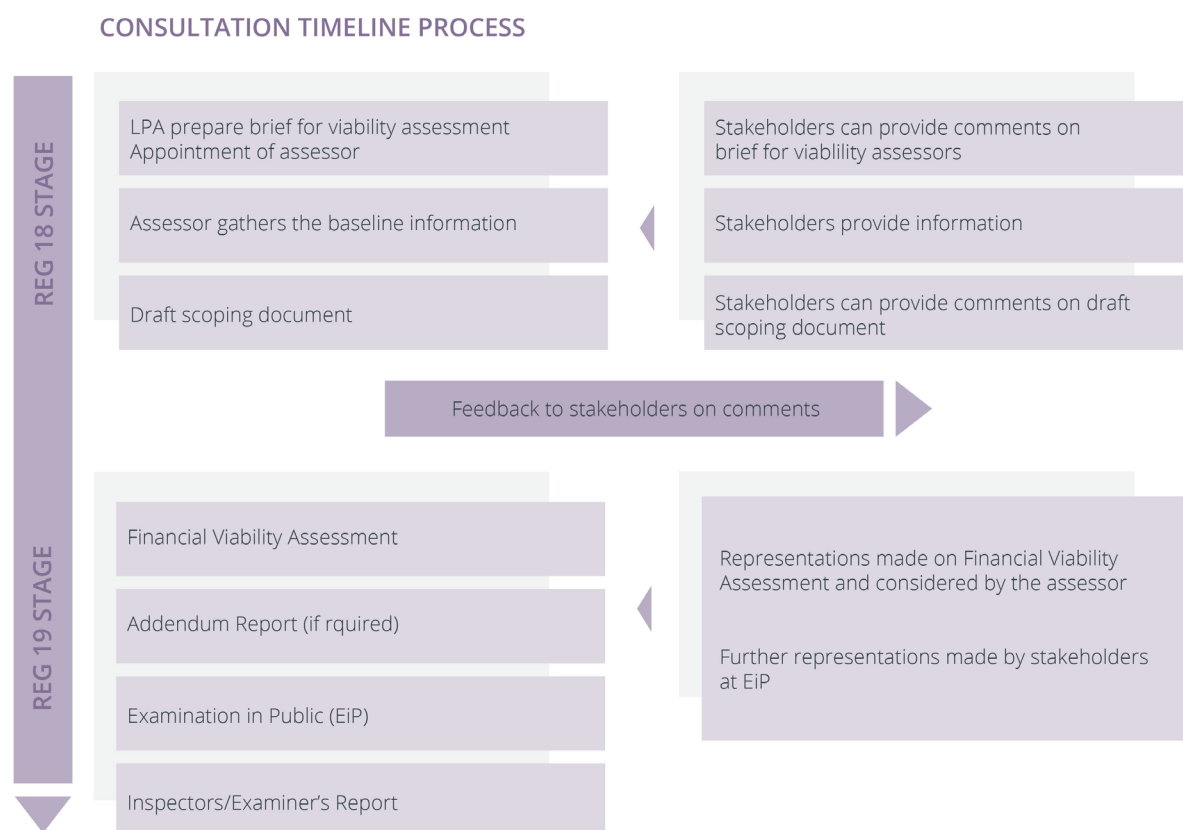 CONSULTATION TIMELINE PROCESS
REG 18 STAGE
LPA prepare brief for viability assessment
Appointment of assessor
Assessor gathers the baseline information
Draft scoping document
Stakeholders can provide comments on
brief for viablility assessors
Stakeholders provide information
Stakeholders can provide comments on draft
scoping document
Feedback to stakeholders on comments
REG 19 STAGE
Financial Viability Assessment
Addendum Report (if rquired)
Examination in Public (EiP)
Inspectors/Examiner’s Report
Representations made on Financial Viability
Assessment and considered by the assessor
Further representations made by stakeholders
at EiP